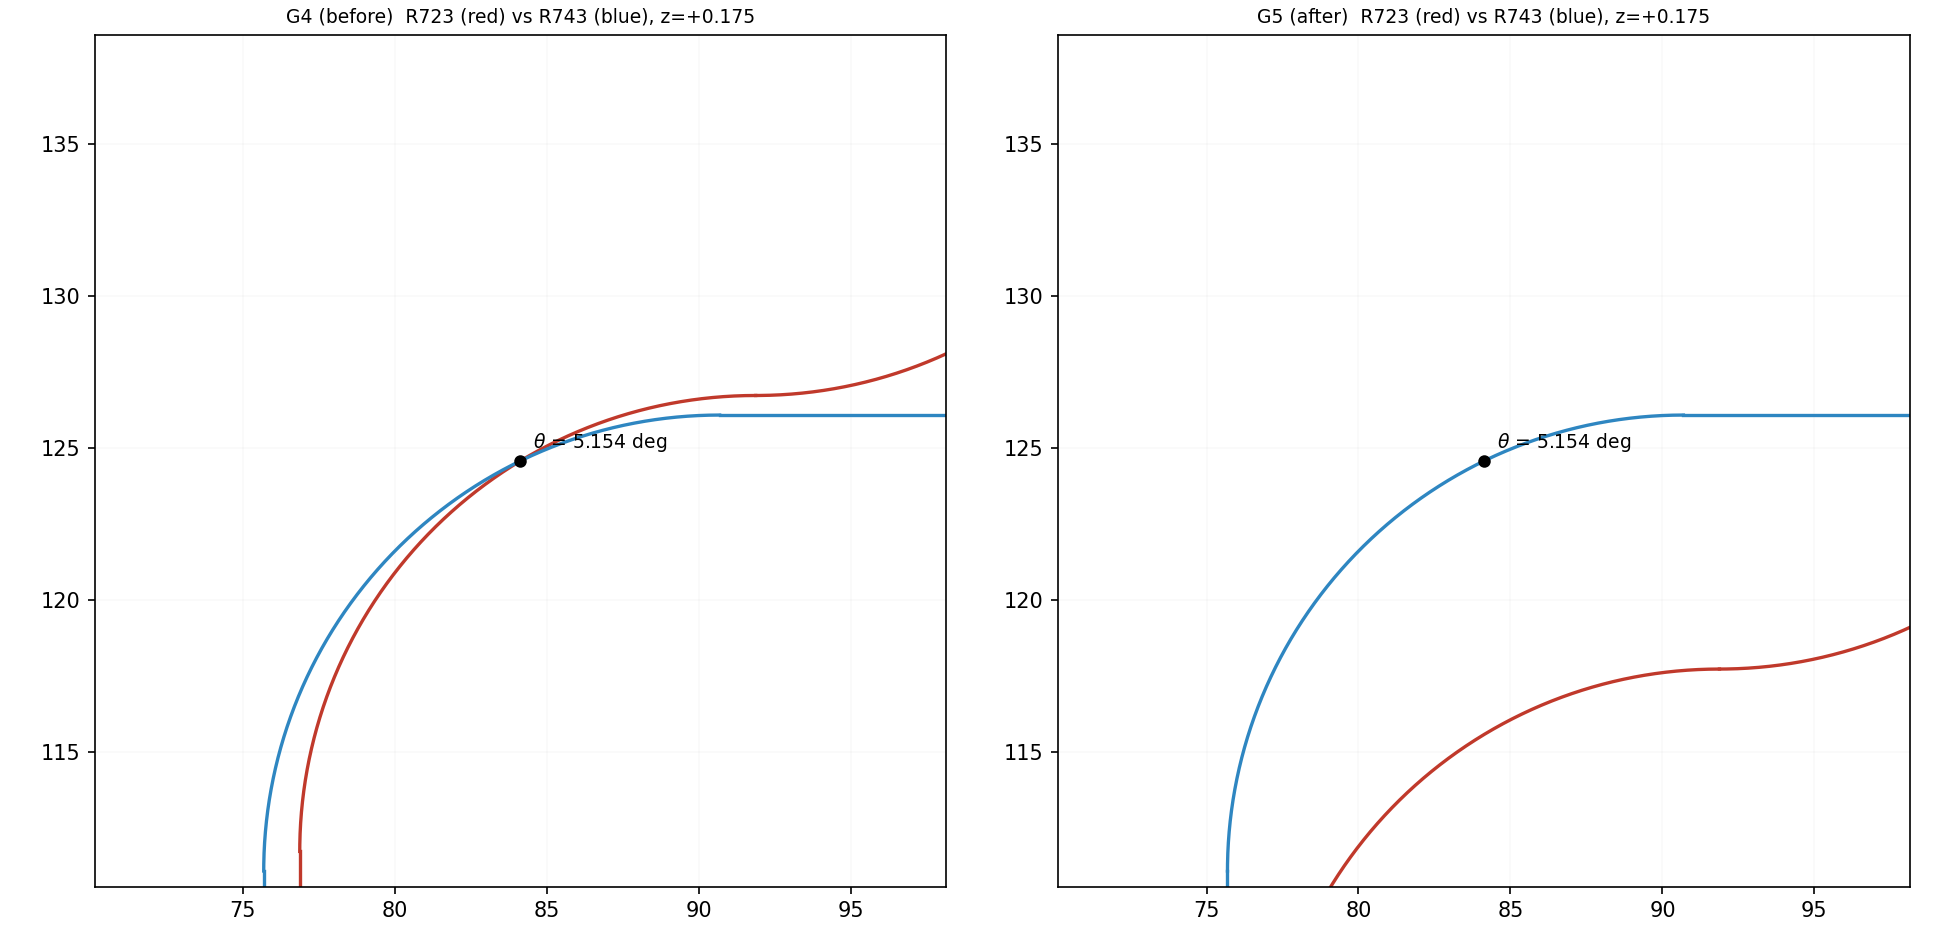 G4 (before)  R723 (red) vs R743 (blue), z=+0.175
135
130
125
120
115
θ = 5.154 deg
75 80 85 90 95
G5 (after)  R723 (red) vs R743 (blue), z=+0.175
135
130
125
120
115
θ = 5.154 deg
75 80 85 90 95